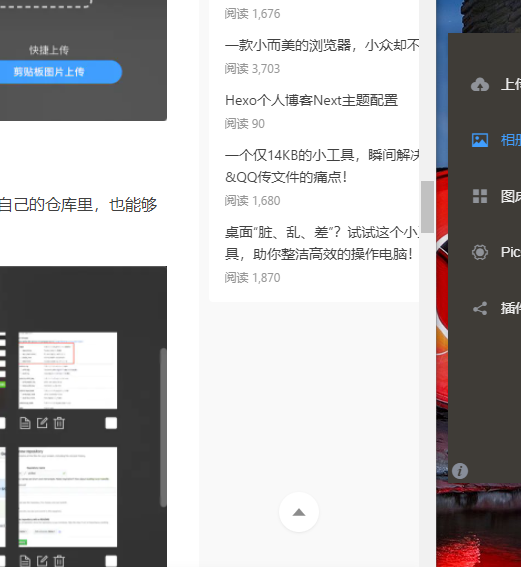 快捷上传
剪贴板图片上传
自己的仓库里，也能够
阅读 1,676
一款小而美的浏览器，小众却不
阅读 3,703
Hexo个人博客Next主题配置
阅读 90
一个仅14KB的小工具，瞬间解决
&QQ传文件的痛点！
阅读 1,680
桌面“脏、乱、差”？试试这个小
具，助你整洁高效的操作电脑！
阅读 1,870
上传
相册
图床
Pic
插件